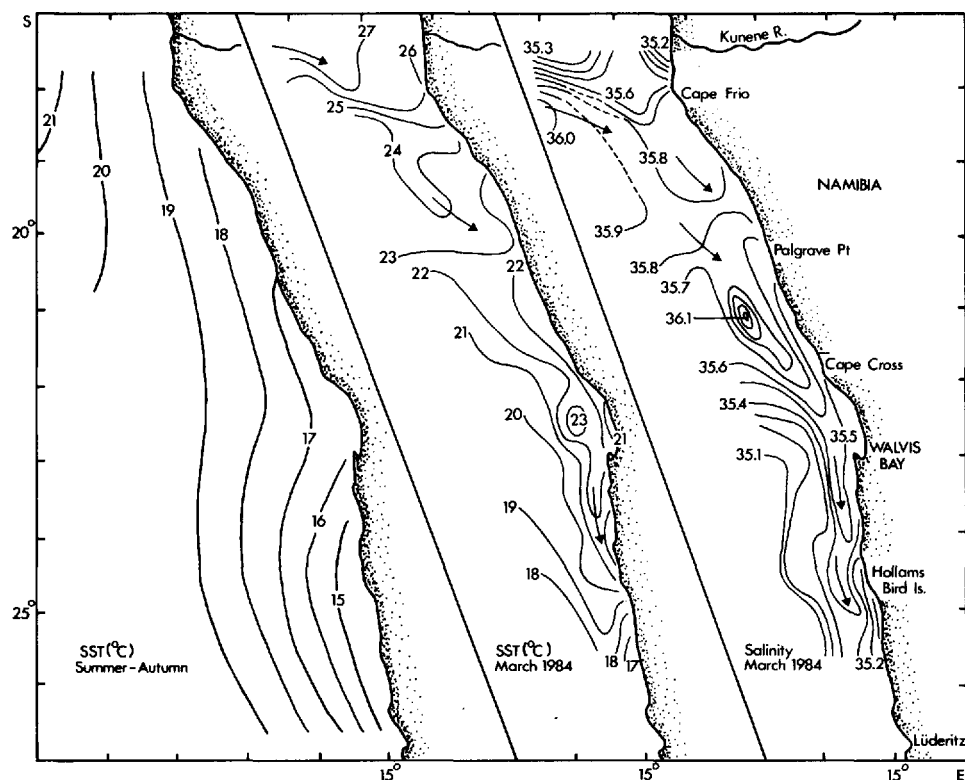 S
20°
25°
21
20
19
18
17
16
15
SST (°C)
Summer-Autumn
15°
27
26
25
24
23
22
22
21
20
23
21
19
18
18
17
SST (°C)
March 1984
15°
35.3
35.2
Kunene R.
35.6
Cape Frio
36.0
35.8
NAMIBIA
35.9
35.8
Palgrave Pt
35.7
36.1
35.6
Cape Cross
35.4
35.5
35.1
WALVIS
BAY
Hollams
Bird Is.
Salinity
March 1984
35.2
Lüderitz
15°
E